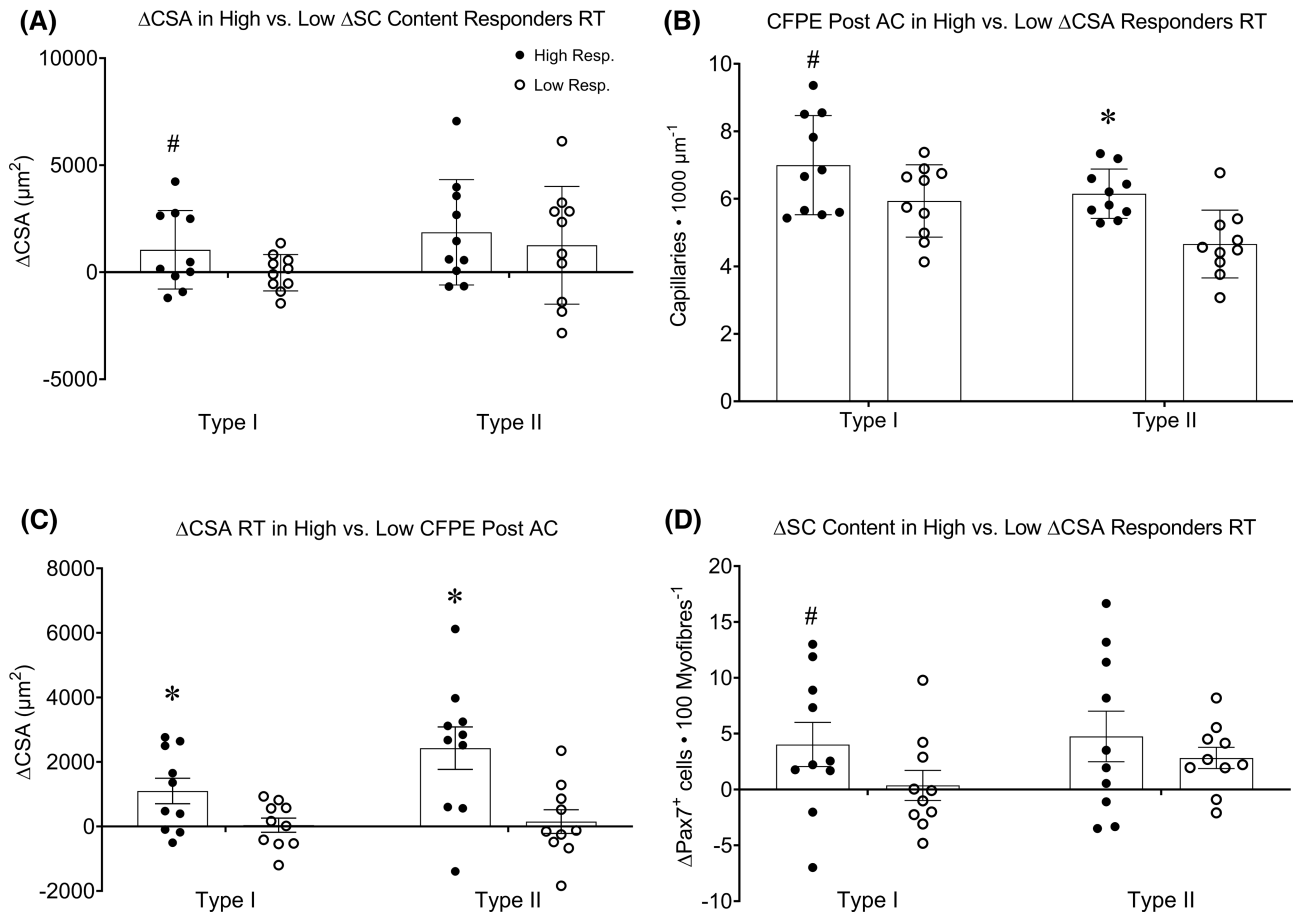 (A)
ΔCSA in High vs. Low ΔSC Content Responders RT
High Resp.
Low Resp.
ΔCSA (µm²)
10000
5000
0
-5000
#
Type I
Type II
(B)
CFPE Post AC in High vs. Low ΔCSA Responders RT
Capillaries • 1000 µm⁻¹
10
8
6
4
2
0
#
*
Type I
Type II
(C)
ΔCSA RT in High vs. Low CFPE Post AC
ΔCSA (µm²)
8000
6000
4000
2000
0
-2000
*
*
Type I
Type II
(D)
ΔSC Content in High vs. Low ΔCSA Responders RT
ΔPax7⁺ cells • 100 Myofibres⁻¹
20
15
10
5
0
-5
-10
#
Type I
Type II